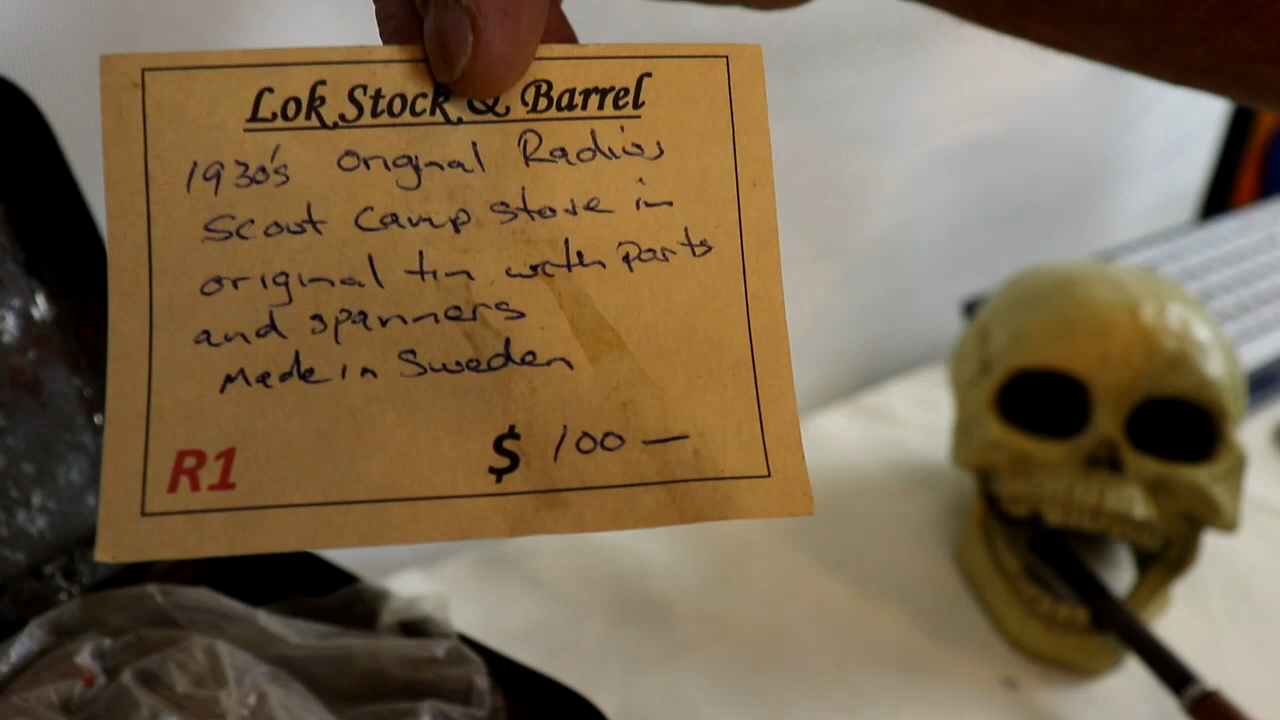 Lok Stock & Barrel
1930's Orignal Radius
Scout Camp stove in
original tin with Parts
and spanners
Made in Sweden
R1 $ 100 —